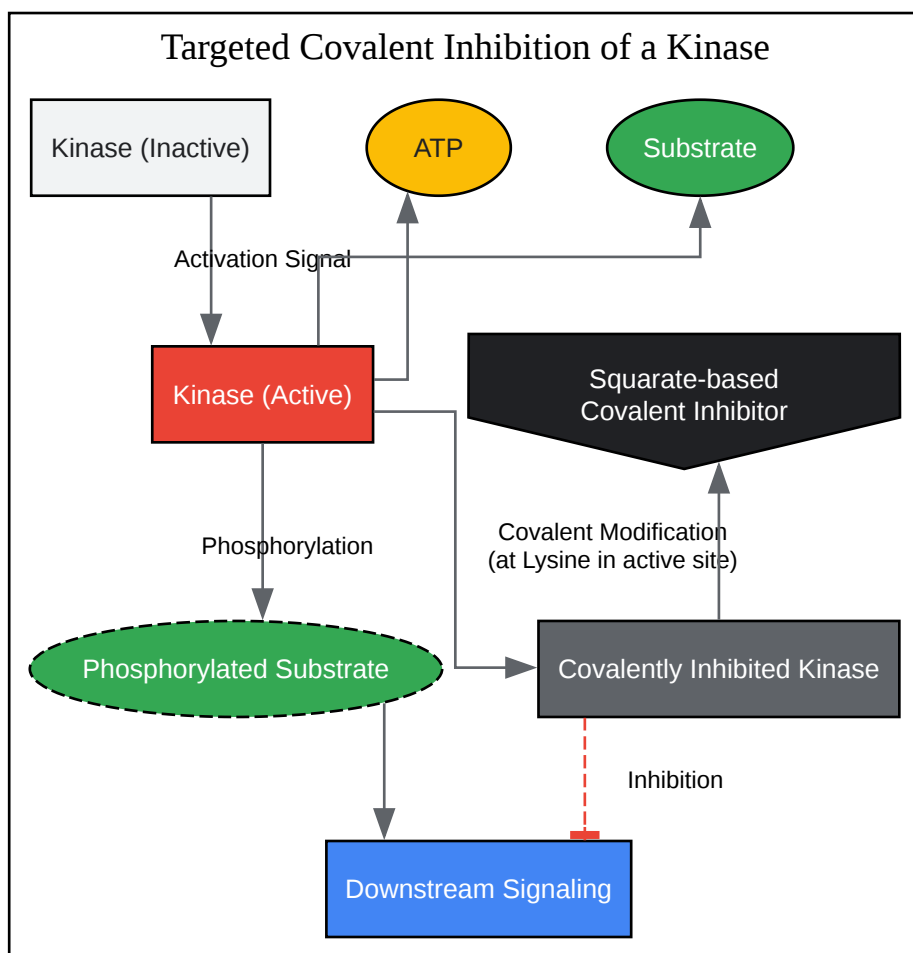 Targeted Covalent Inhibition of a Kinase
Kinase (Inactive)
ATP
Substrate
Activation Signal
Kinase (Active)
Squarate-based
Covalent Inhibitor
Phosphorylation
Covalent Modification
(at Lysine in active site)
Phosphorylated Substrate
Covalently Inhibited Kinase
Inhibition
Downstream Signaling